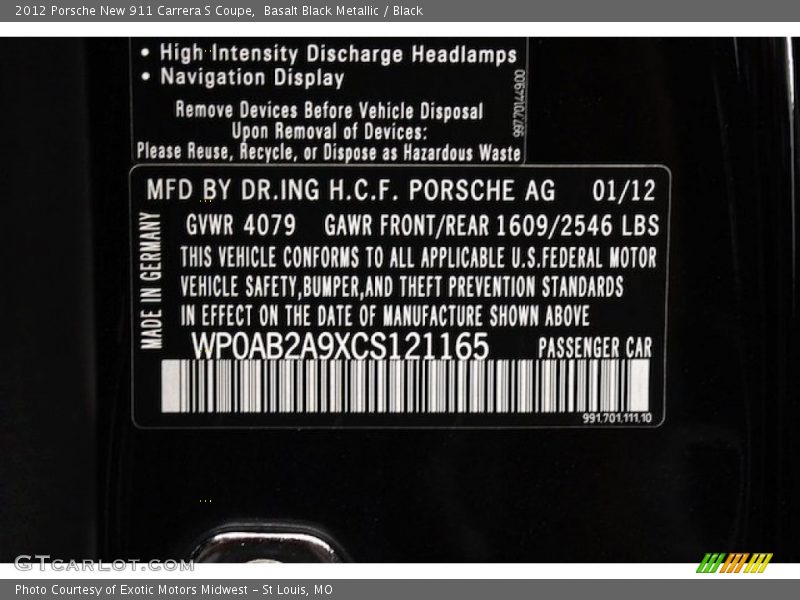 2012 Porsche New 911 Carrera S Coupe,  Basalt Black Metallic / Black
• High Intensity Discharge Headlamps
• Navigation Display
Remove Devices Before Vehicle Disposal
Upon Removal of Devices:
Please Reuse, Recycle, or Dispose as Hazardous Waste
997.701.449.00
MFD BY DR.ING H.C.F. PORSCHE AG 01/12
GVWR 4079 GAWR FRONT/REAR 1609/2546 LBS
THIS VEHICLE CONFORMS TO ALL APPLICABLE U.S.FEDERAL MOTOR
VEHICLE SAFETY,BUMPER,AND THEFT PREVENTION STANDARDS
IN EFFECT ON THE DATE OF MANUFACTURE SHOWN ABOVE
MADE IN GERMANY
WP0AB2A9XCS121165 PASSENGER CAR
991.701.111.10
GTCARLOT.COM
Photo Courtesy of Exotic Motors Midwest - St Louis, MO